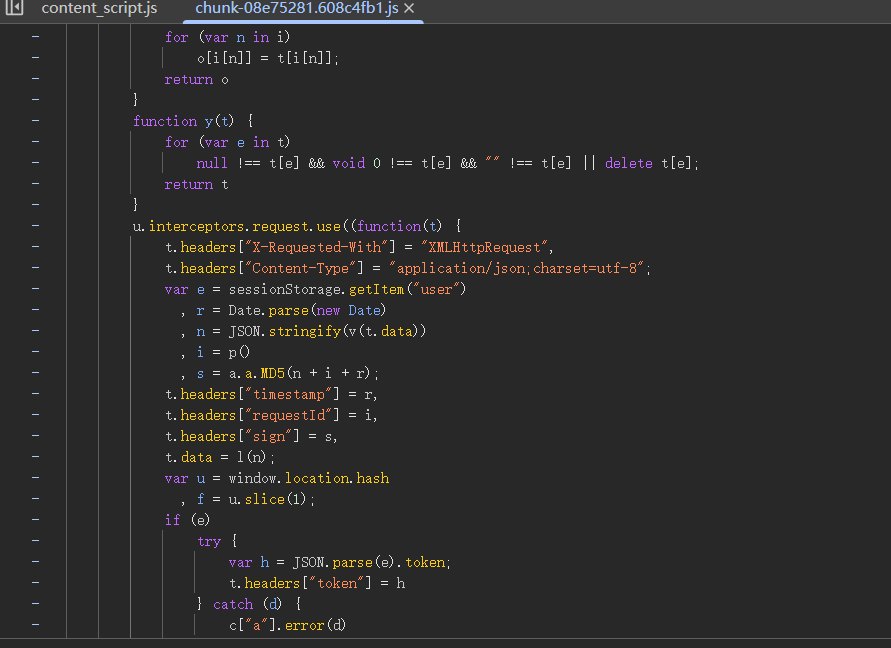 content_script.js chunk-08e75281.608c4fb1.js ×
- for (var n in i)
- o[i[n]] = t[i[n]];
- return o
- }
- function y(t) {
- for (var e in t)
- null !== t[e] && void 0 !== t[e] && "" !== t[e] || delete t[e];
- return t
- }
- u.interceptors.request.use((function(t) {
- t.headers["X-Requested-With"] = "XMLHttpRequest",
- t.headers["Content-Type"] = "application/json;charset=utf-8";
- var e = sessionStorage.getItem("user")
- , r = Date.parse(new Date)
- , n = JSON.stringify(v(t.data))
- , i = p()
- , s = a.a.MD5(n + i + r);
- t.headers["timestamp"] = r,
- t.headers["requestId"] = i,
- t.headers["sign"] = s,
- t.data = l(n);
- var u = window.location.hash
- , f = u.slice(1);
- if (e)
- try {
- var h = JSON.parse(e).token;
- t.headers["token"] = h
- } catch (d) {
- c["a"].error(d)